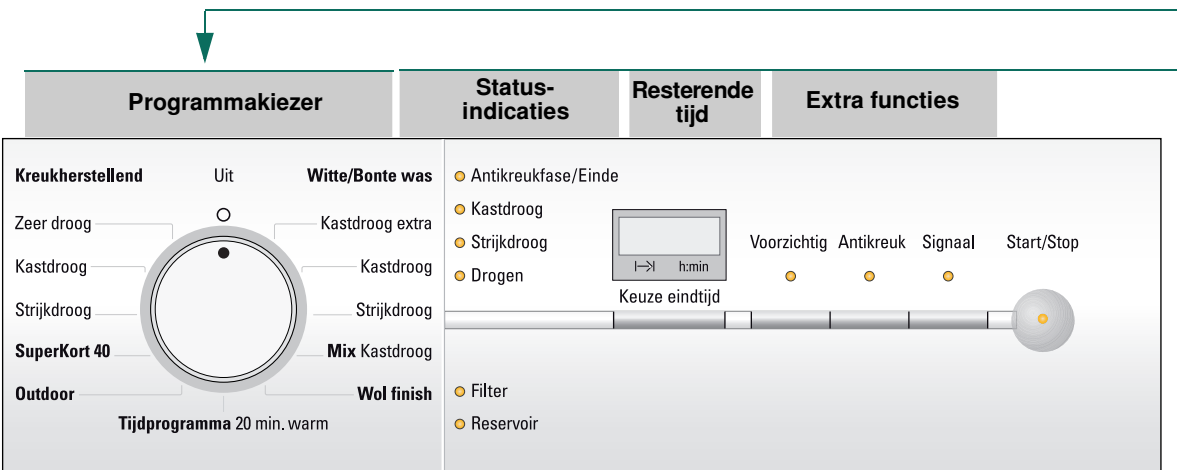 Programmakiezer
Status-
indicaties
Resterende
tijd
Extra functies
Kreukherstellend
Uit
Witte/Bonte was
Zeer droog
Kastdroog extra
Kastdroog
Kastdroog
Strijkdroog
Strijkdroog
SuperKort 40
Mix Kastdroog
Outdoor
Wol finish
Tijdprogramma 20 min. warm
Antikreukfase/Einde
Kastdroog
Strijkdroog
Drogen
h:min
Keuze eindtijd
Voorzichtig
Antikreuk
Signaal
Start/Stop
Filter
Reservoir